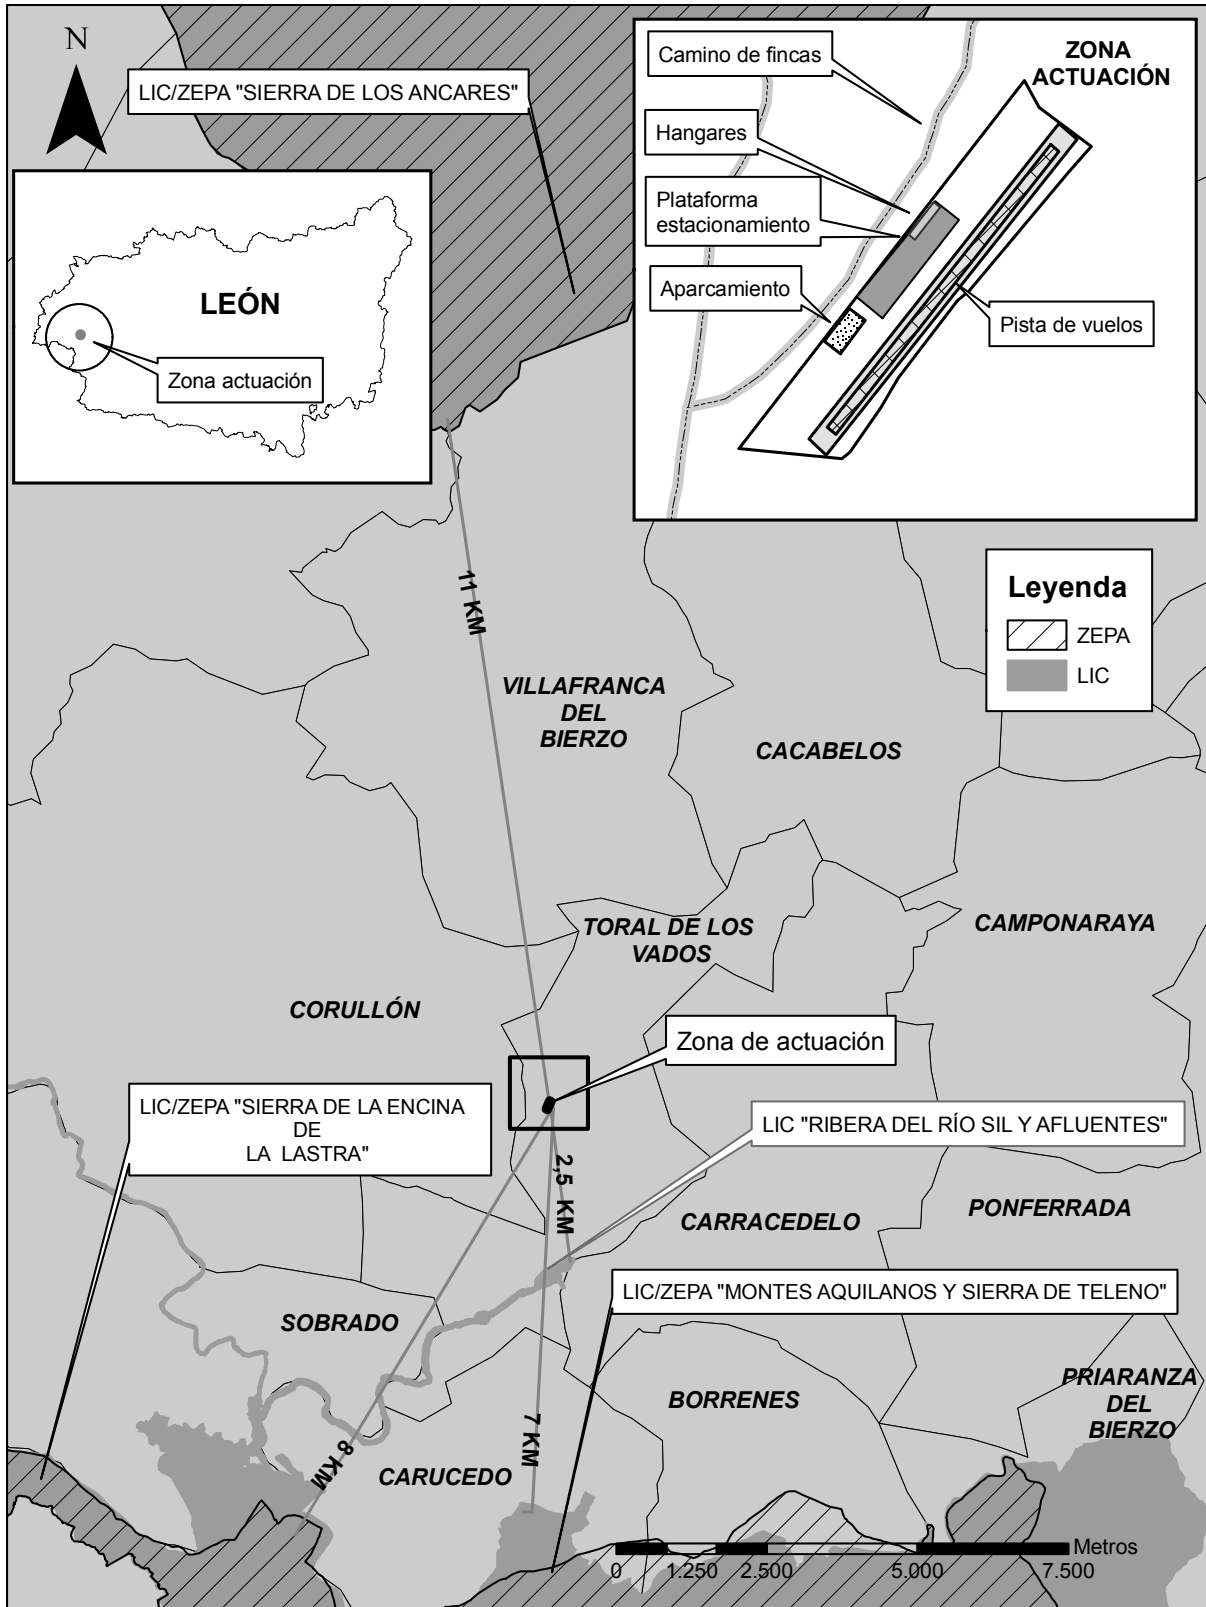 N
LIC/ZEPA "SIERRA DE LOS ANCARES"
LEÓN
Zona actuación
ZONA
ACTUACIÓN
Camino de fincas
Hangares
Plataforma
estacionamiento
Aparcamiento
Pista de vuelos
Leyenda
ZEPA
LIC
11 KM
VILLAFRANCA
DEL
BIERZO
CACABELOS
TORAL DE LOS
VADOS
CAMPONARAYA
CORULLÓN
Zona de actuación
LIC/ZEPA "SIERRA DE LA ENCINA
DE
LA LASTRA"
LIC "RIBERA DEL RÍO SIL Y AFLUENTES"
2,5 KM
CARRACEDELO
PONFERRADA
LIC/ZEPA "MONTES AQUILANOS Y SIERRA DE TELENO"
SOBRADO
BORRENES
PRIARANZA
DEL
BIERZO
7 KM
8 KM
CARUCEDO
Metros
0 1.250 2.500 5.000 7.500